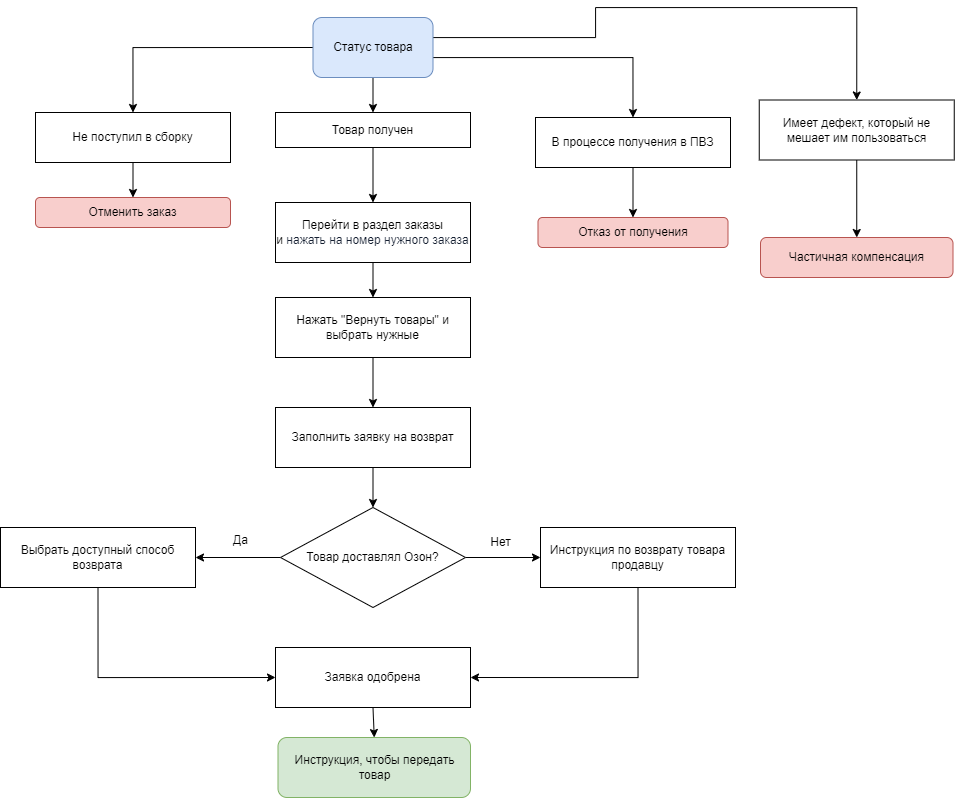 Статус товара
Не поступил в сборку
Товар получен
В процессе получения в ПВЗ
Имеет дефект, который не
мешает им пользоваться
Отменить заказ
Перейти в раздел заказы
и нажать на номер нужного заказа
Отказ от получения
Частичная компенсация
Нажать "Вернуть товары" и
выбрать нужные
Заполнить заявку на возврат
Товар доставлял Озон?
Да
Нет
Выбрать доступный способ
возврата
Инструкция по возврату товара
продавцу
Заявка одобрена
Инструкция, чтобы передать
товар